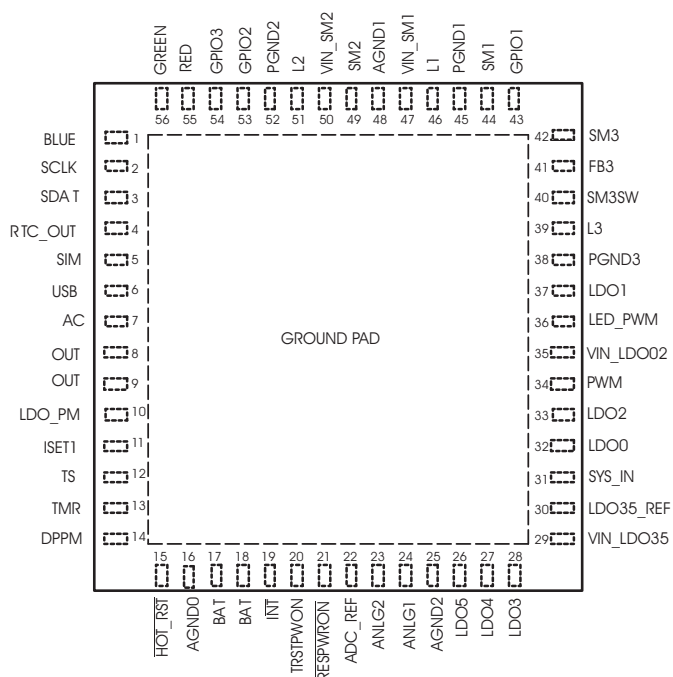 GREEN
RED
GPIO3
GPIO2
PGND2
L2
VIN_SM2
SM2
AGND1
VIN_SM1
L1
PGND1
SM1
GPIO1
56
55
54
53
52
51
50
49
48
47
46
45
44
43
BLUE 1
SCLK 2
SDAT 3
RTC_OUT 4
SIM 5
USB 6
AC 7
OUT 8
OUT 9
LDO_PM 10
ISET1 11
TS 12
TMR 13
DPPM 14
GROUND PAD
42 SM3
41 FB3
40 SM3SW
39 L3
38 PGND3
37 LDO1
36 LED_PWM
35 VIN_LDO02
34 PWM
33 LDO2
32 LDO0
31 SYS_IN
30 LDO35_REF
29 VIN_LDO35
15
16
17
18
19
20
21
22
23
24
25
26
27
28
HOT_RST
AGND0
BAT
BAT
INT
TRSTPWON
RESPWRON
ADC_REF
ANLG2
ANLG1
AGND2
LDO5
LDO4
LDO3